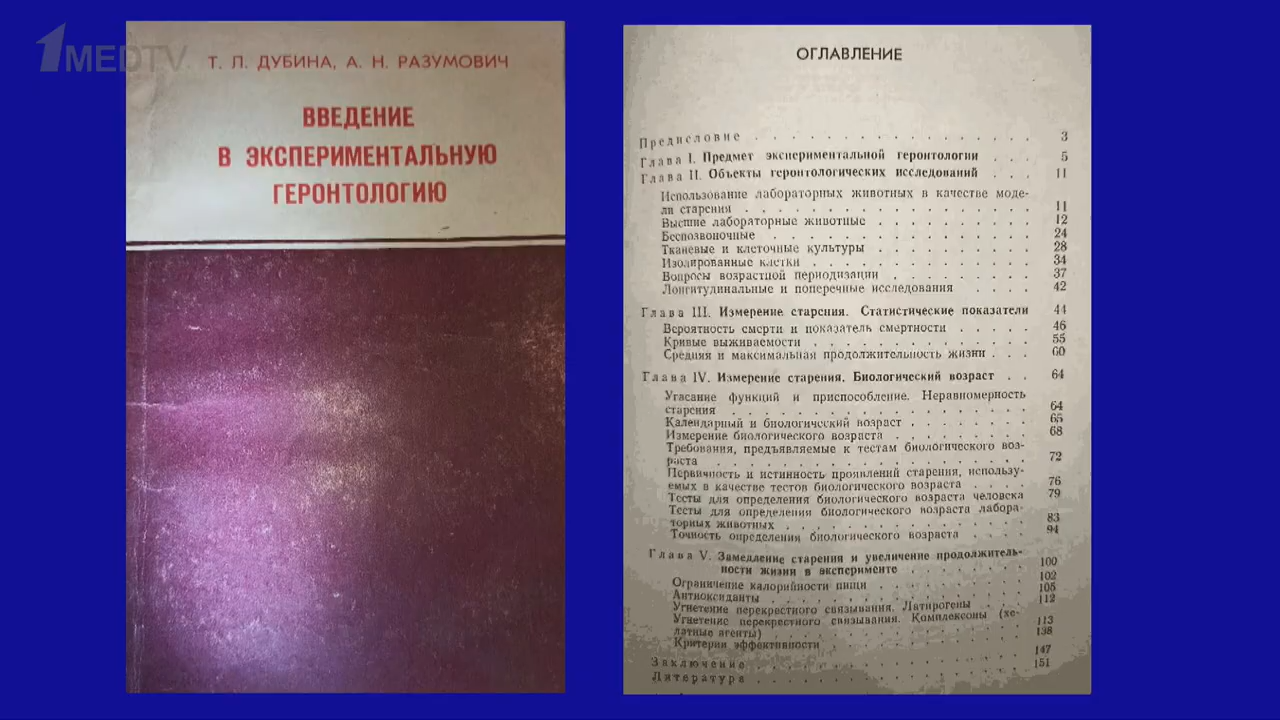 1MEDTV
Т. Л. ДУБИНА, А. Н. РАЗУМОВИЧ
ВВЕДЕНИЕ
В ЭКСПЕРИМЕНТАЛЬНУЮ
ГЕРОНТОЛОГИЮ
ОГЛАВЛЕНИЕ
Предисловие . . . . . . . . . . . . . . 3
Глава I. Предмет экспериментальной геронтологии . . . 5
Глава II. Объекты геронтологических исследований . . . 11
Использование лабораторных животных в качестве моде-
ли старения . . . . . . . . . . . . . . 11
Высшие лабораторные животные . . . . . . . . 12
Беспозвоночные . . . . . . . . . . . . . 24
Тканевые и клеточные культуры . . . . . . . . 28
Изолированные клетки . . . . . . . . . . . 34
Вопросы возрастной периодизации . . . . . . . . 37
Лонгитудинальные и поперечные исследования . . . . 42
Глава III. Измерение старения. Статистические показатели 44
Вероятность смерти и показатель смертности . . . . . 46
Кривые выживаемости . . . . . . . . . . . 55
Средняя и максимальная продолжительность жизни . . . 60
Глава IV. Измерение старения. Биологический возраст . . 64
Угасание функций и приспособление. Неравномерность
старения . . . . . . . . . . . . . . . 64
Календарный и биологический возраст . . . . . . . 65
Измерение биологического возраста . . . . . . . . 68
Требования, предъявляемые к тестам биологического воз-
раста . . . . . . . . . . . . . . . . 72
Первичность и истинность проявлений старения, использу-
емых в качестве тестов биологического возраста . . . . 76
Тесты для определения биологического возраста человека 79
Тесты для определения биологического возраста лабора-
торных животных . . . . . . . . . . . . 83
Точность определения биологического возраста . . . . 94
Глава V. Замедление старения и увеличение продолжитель-
ности жизни в эксперименте . . . . . . . 100
Ограничение калорийности пищи . . . . . . . . 102
Антиоксиданты . . . . . . . . . . . . . 105
Угнетение перекрестного связывания. Латирогены . . . 112
Угнетение перекрестного связывания. Комплексоны (хе-
латные агенты) . . . . . . . . . . . . . 113
Критерии эффективности . . . . . . . . . . 138
Заключение . . . . . . . . . . . . . . 147
Литература . . . . . . . . . . . . . . 151